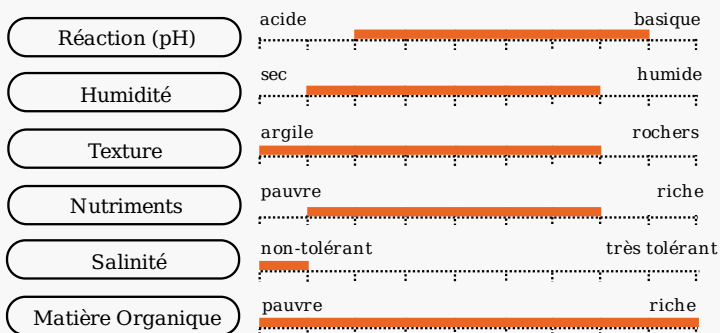 acide basique
Réaction (pH)
sec humide
Humidité
argile rochers
Texture
pauvre riche
Nutriments
non-tolérant très tolérant
Salinité
pauvre riche
Matière Organique